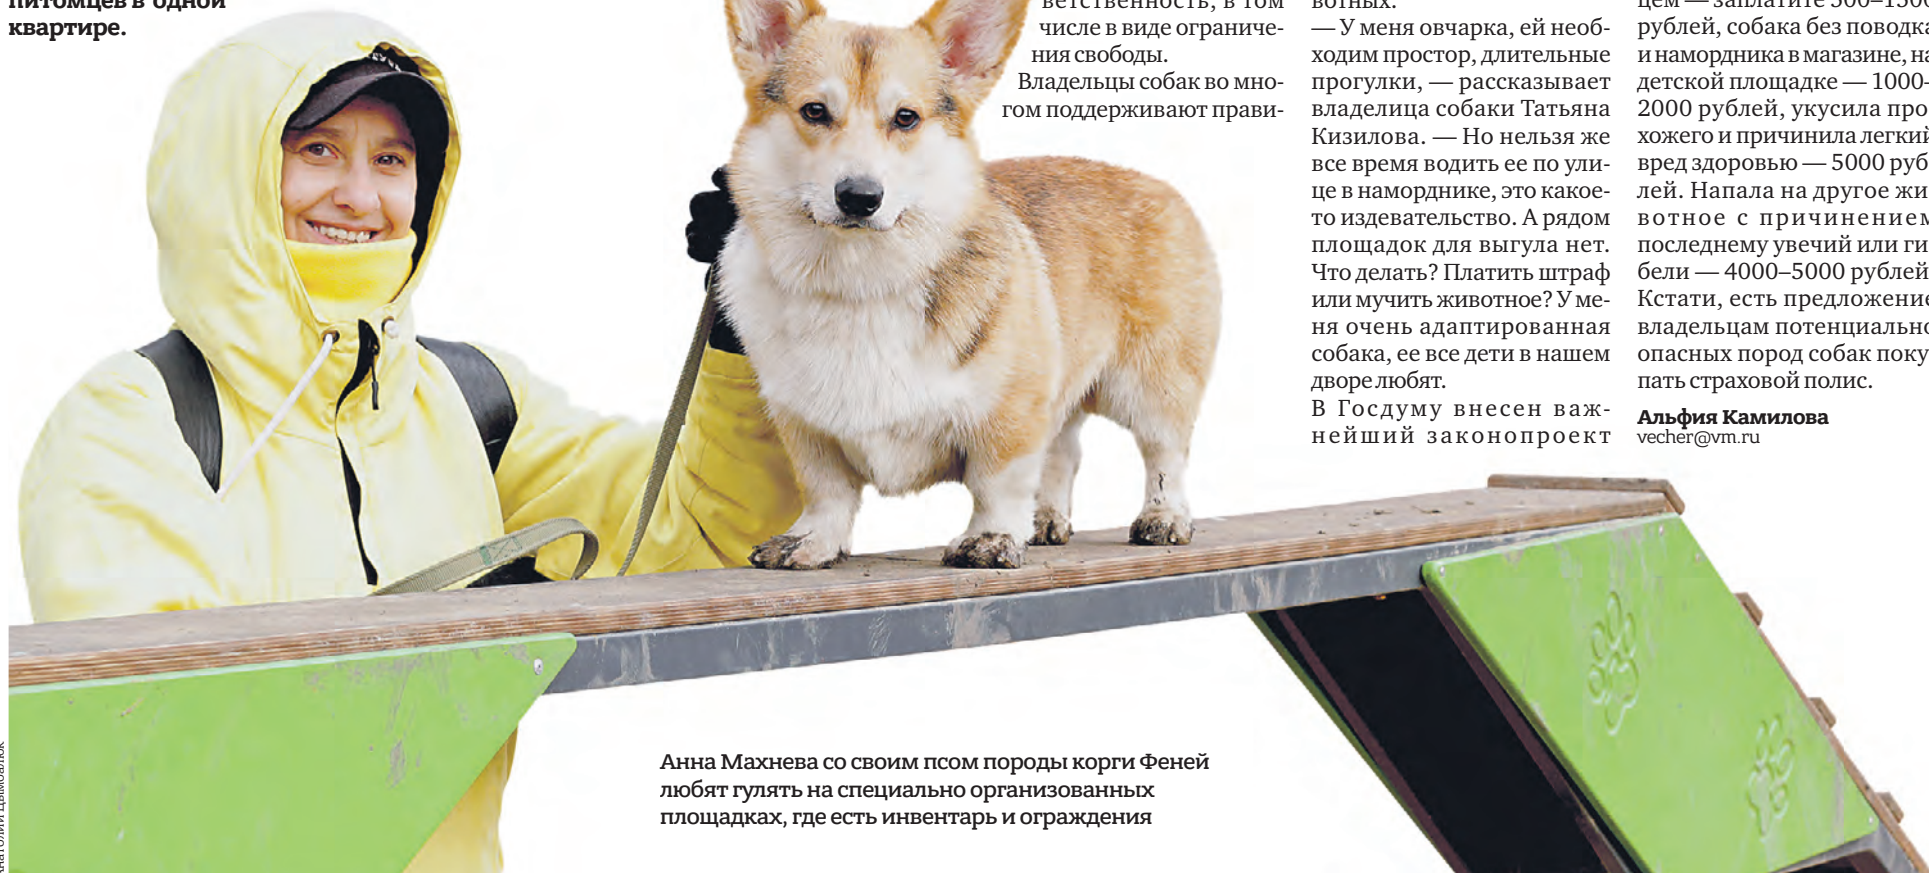 питомцев в одной
квартире.
ветственность, в том
числе в виде ограниче-
ния свободы.
Владельцы собак во мно-
гом поддерживают прави-
вотных.
— У меня овчарка, ей необ-
ходим простор, длительные
прогулки, — рассказывает
владелица собаки Татьяна
Кизилова. — Но нельзя же
все время водить ее по ули-
це в наморднике, это какое-
то издевательство. А рядом
площадок для выгула нет.
Что делать? Платить штраф
или мучить животное? У ме-
ня очень адаптированная
собака, ее все дети в нашем
дворе любят.
В Госдуму внесен важ-
нейший законопроект
цем — заплатите 500–1500
рублей, собака без поводка
и намордника в магазине, на
детской площадке — 1000–
2000 рублей, укусила про
хожего и причинила легкий
вред здоровью — 5000 руб
лей. Напала на другое жи
вотное с причинением
последнему увечий или ги
бели — 4000–5000 рублей
Кстати, есть предложение
владельцам потенциально
опасных пород собак поку
пать страховой полис.
Альфия Камилова
vecher@vm.ru
Анна Махнева со своим псом породы корги Феней
любят гулять на специально организованных
площадках, где есть инвентарь и ограждения
Анатолий Цымбалюк